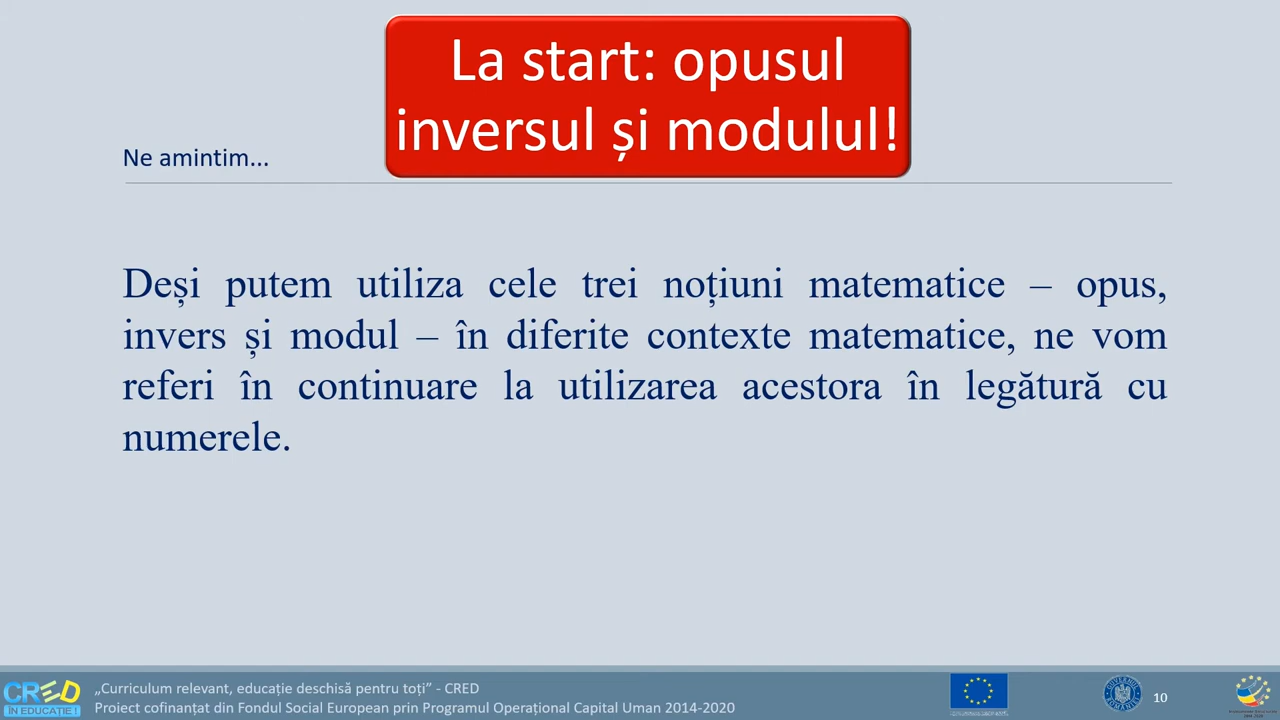 La start: opusul
inversul și modulul!
Ne amintim...
Deși putem utiliza cele trei noțiuni matematice – opus,
invers și modul – în diferite contexte matematice, ne vom
referi în continuare la utilizarea acestora în legătură cu
numerele.
CRED
ÎN EDUCAȚIE !
„Curriculum relevant, educație deschisă pentru toți” - CRED
Proiect cofinanțat din Fondul Social European prin Programul Operațional Capital Uman 2014-2020
10